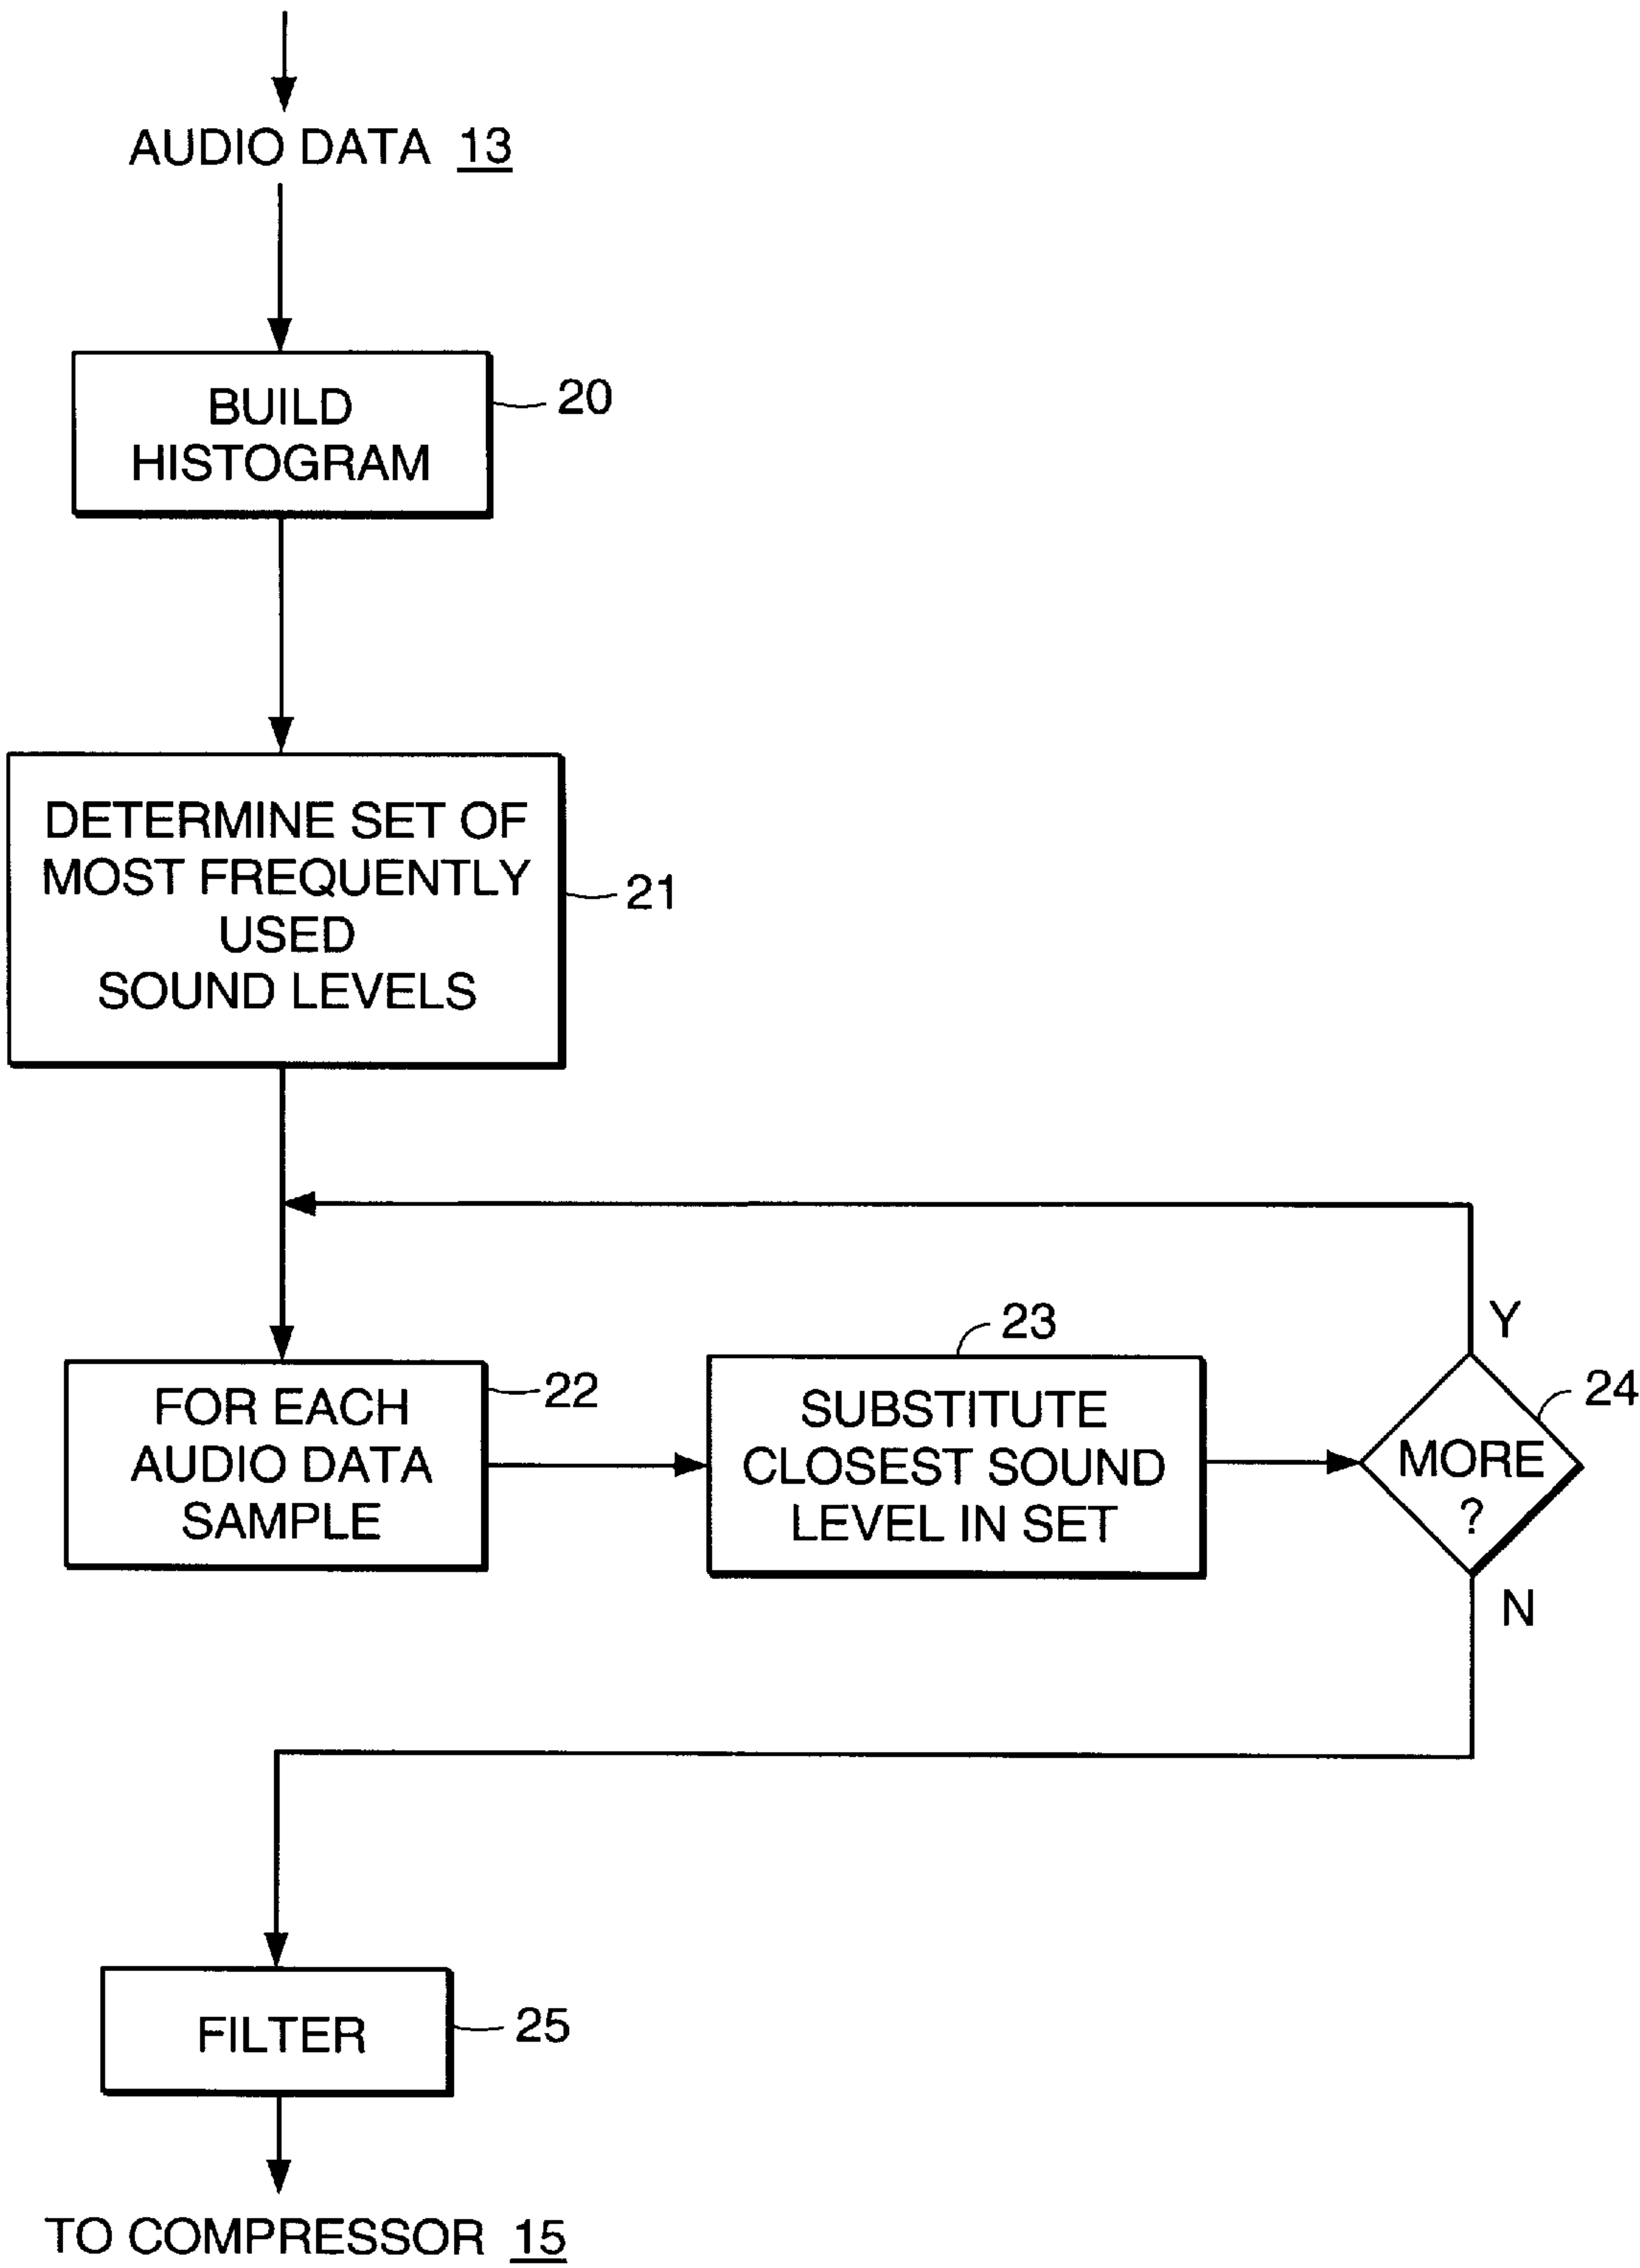 AUDIO DATA 13
BUILD
HISTOGRAM
20
DETERMINE SET OF
MOST FREQUENTLY
USED
SOUND LEVELS
21
FOR EACH
AUDIO DATA
SAMPLE
22
SUBSTITUTE
CLOSEST SOUND
LEVEL IN SET
23
MORE
?
24
Y
N
FILTER
25
TO COMPRESSOR 15